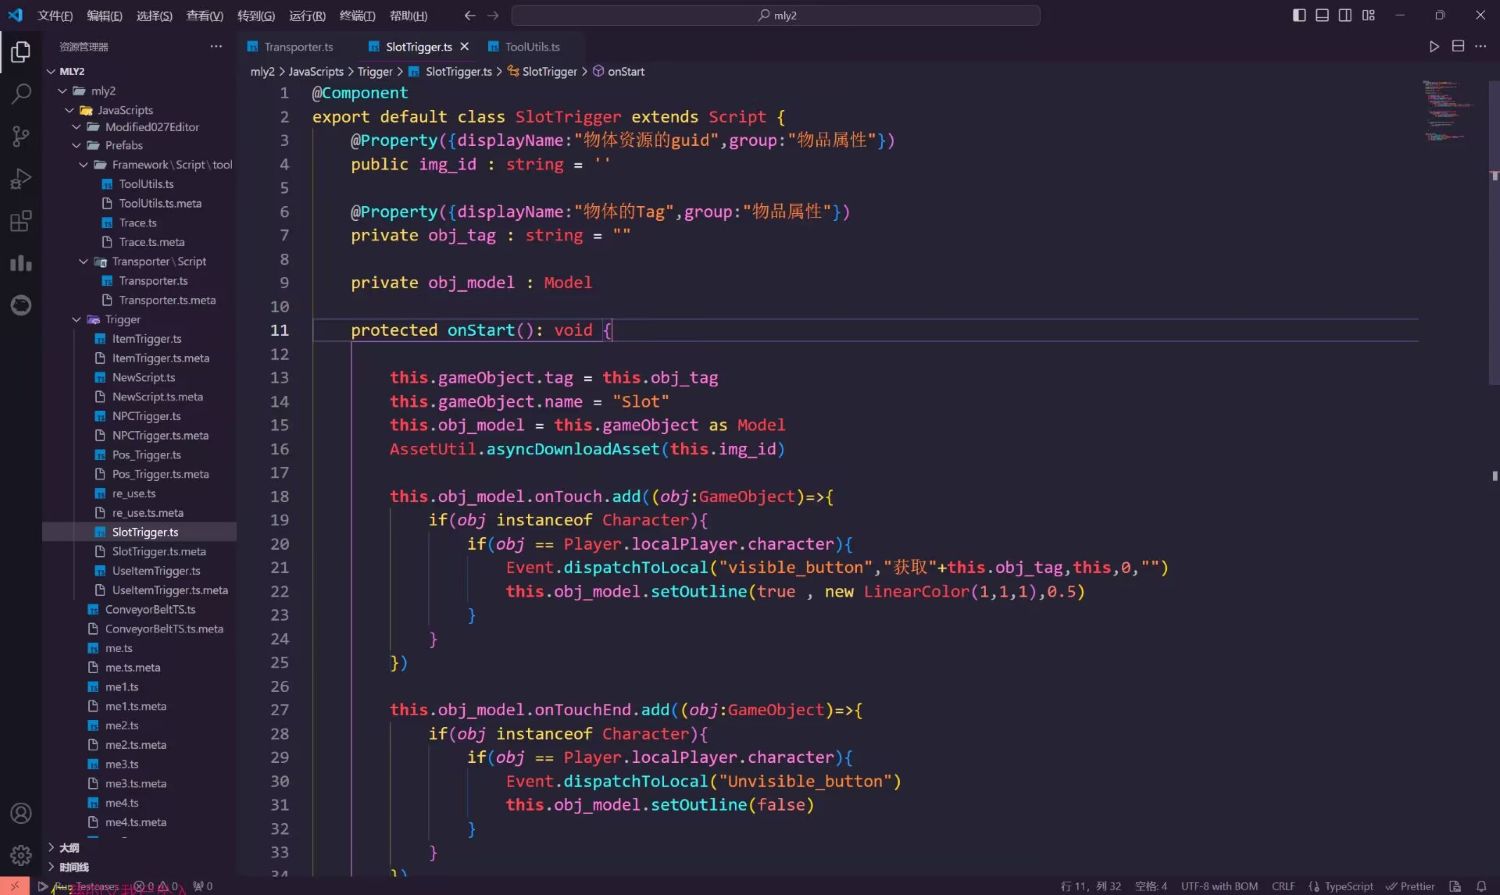 文件(F) 编辑(E) 选择(S) 查看(V) 转到(G) 运行(R) 终端(T) 帮助(H) mly2
资源管理器
Transporter.ts SlotTrigger.ts ToolUtils.ts
mly2 > JavaScripts > Trigger > SlotTrigger.ts > SlotTrigger > onStart
MLY2
mly2
JavaScripts
Modified027Editor
Prefabs
Framework\Script\tool
ToolUtils.ts
ToolUtils.ts.meta
Trace.ts
Trace.ts.meta
Transporter\Script
Transporter.ts
Transporter.ts.meta
Trigger
ItemTrigger.ts
ItemTrigger.ts.meta
NewScript.ts
NewScript.ts.meta
NPCTrigger.ts
NPCTrigger.ts.meta
Pos_Trigger.ts
Pos_Trigger.ts.meta
re_use.ts
re_use.ts.meta
SlotTrigger.ts
SlotTrigger.ts.meta
UseItemTrigger.ts
UseItemTrigger.ts.meta
ConveyorBeltTS.ts
ConveyorBeltTS.ts.meta
me.ts
me.ts.meta
me1.ts
me1.ts.meta
me2.ts
me2.ts.meta
me3.ts
me3.ts.meta
me4.ts
me4.ts.meta
大纲
时间线
1 @Component
2 export default class SlotTrigger extends Script {
3 @Property({displayName:"物体资源的guid",group:"物品属性"})
4 public img_id : string = ''
5
6 @Property({displayName:"物体的Tag",group:"物品属性"})
7 private obj_tag : string = ""
8
9 private obj_model : Model
10
11 protected onStart(): void {
12
13 this.gameObject.tag = this.obj_tag
14 this.gameObject.name = "Slot"
15 this.obj_model = this.gameObject as Model
16 AssetUtil.asyncDownloadAsset(this.img_id)
17
18 this.obj_model.onTouch.add((obj:GameObject)=>{
19 if(obj instanceof Character){
20 if(obj == Player.localPlayer.character){
21 Event.dispatchToLocal("visible_button","获取"+this.obj_tag,this,0,"")
22 this.obj_model.setOutline(true , new LinearColor(1,1,1),0.5)
23 }
24 }
25 })
26
27 this.obj_model.onTouchEnd.add((obj:GameObject)=>{
28 if(obj instanceof Character){
29 if(obj == Player.localPlayer.character){
30 Event.dispatchToLocal("Unvisible_button")
31 this.obj_model.setOutline(false)
32 }
33 }
34 })
Run Testcases 0 0 0 行 11, 列 32 空格: 4 UTF-8 with BOM CRLF TypeScript Prettier